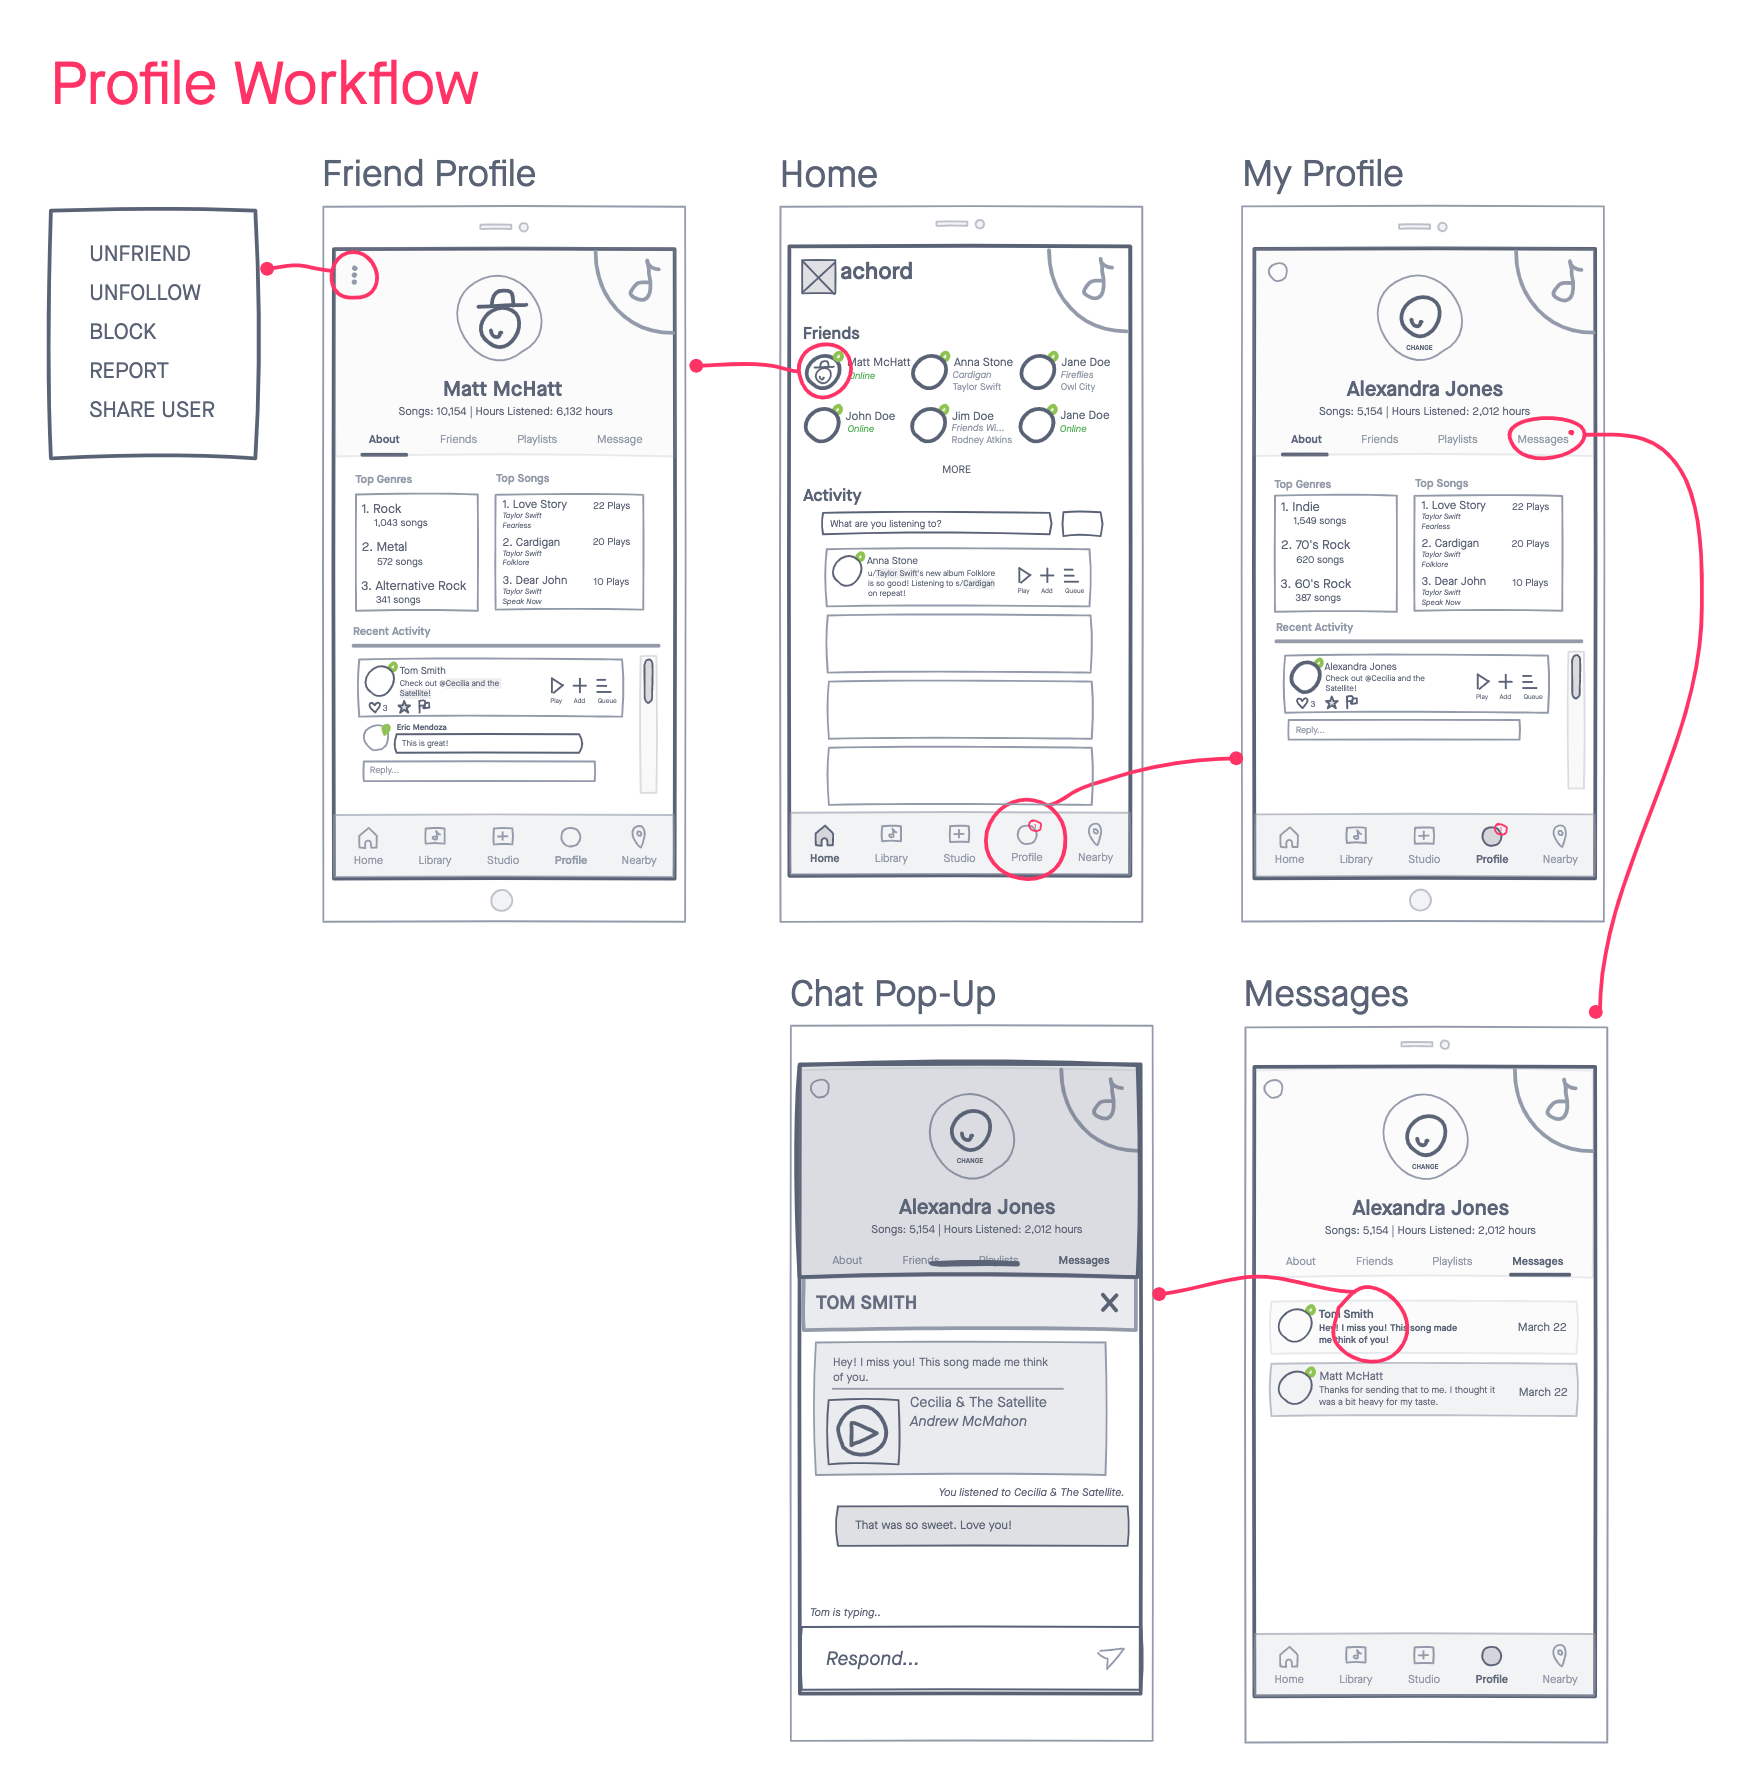 Profile Workflow
Friend Profile
UNFRIEND
UNFOLLOW
BLOCK
REPORT
SHARE USER
Matt McHatt
Songs: 10,154 | Hours Listened: 6,132 hours
About Friends Playlists Message
Top Genres
1. Rock
1,043 songs
2. Metal
572 songs
3. Alternative Rock
341 songs
Top Songs
1. Love Story 22 Plays
Taylor Swift
Fearless
2. Cardigan 20 Plays
Taylor Swift
Folklore
3. Dear John 10 Plays
Taylor Swift
Speak Now
Recent Activity
Tom Smith
Check out @Cecilia and the
Satellite!
3
Play Add Queue
Eric Mendoza
This is great!
Reply...
Home Library Studio Profile Nearby
Home
achord
Friends
Matt McHatt
Online
Anna Stone
Cardigan
Taylor Swift
Jane Doe
Fireflies
Owl City
John Doe
Online
Jim Doe
Friends Wi...
Rodney Atkins
Jane Doe
Online
MORE
Activity
What are you listening to?
Anna Stone
u/Taylor Swift's new album Folklore
is so good! Listening to s/Cardigan
on repeat!
Play Add Queue
Home Library Studio Profile Nearby
My Profile
CHANGE
Alexandra Jones
Songs: 5,154 | Hours Listened: 2,012 hours
About Friends Playlists Messages
Top Genres
1. Indie
1,549 songs
2. 70's Rock
620 songs
3. 60's Rock
387 songs
Top Songs
1. Love Story 22 Plays
Taylor Swift
Fearless
2. Cardigan 20 Plays
Taylor Swift
Folklore
3. Dear John 10 Plays
Taylor Swift
Speak Now
Recent Activity
Alexandra Jones
Check out @Cecilia and the
Satellite!
3
Play Add Queue
Reply...
Home Library Studio Profile Nearby
Chat Pop-Up
CHANGE
Alexandra Jones
Songs: 5,154 | Hours Listened: 2,012 hours
About Friends Playlists Messages
TOM SMITH
Hey! I miss you! This song made me think
of you.
Cecilia & The Satellite
Andrew McMahon
You listened to Cecilia & The Satellite.
That was so sweet. Love you!
Tom is typing..
Respond...
Messages
CHANGE
Alexandra Jones
Songs: 5,154 | Hours Listened: 2,012 hours
About Friends Playlists Messages
Tom Smith
Hey! I miss you! This song made
me think of you!
March 22
Matt McHatt
Thanks for sending that to me. I thought it
was a bit heavy for my taste.
March 22
Home Library Studio Profile Nearby